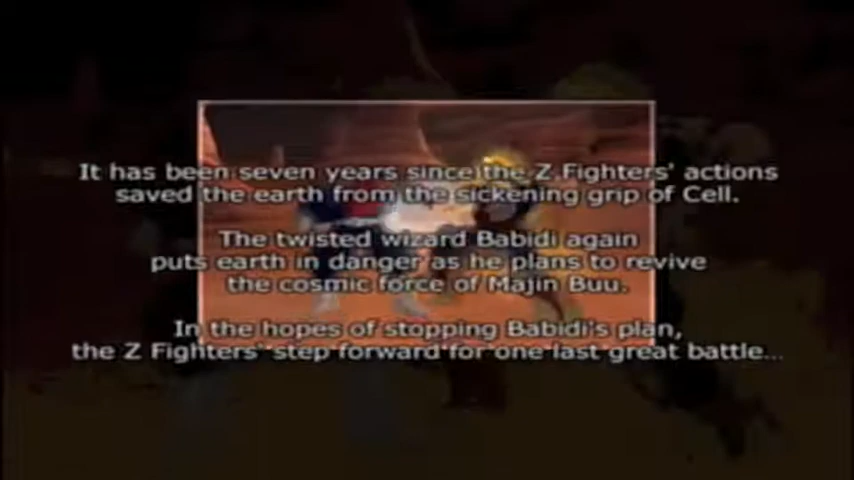 It has been seven years since the Z Fighters' actions
saved the earth from the sickening grip of Cell.
The twisted wizard Babidi again
puts earth in danger as he plans to revive
the cosmic force of Majin Buu.
In the hopes of stopping Babidi's plan,
the Z Fighters' step forward for one last great battle...